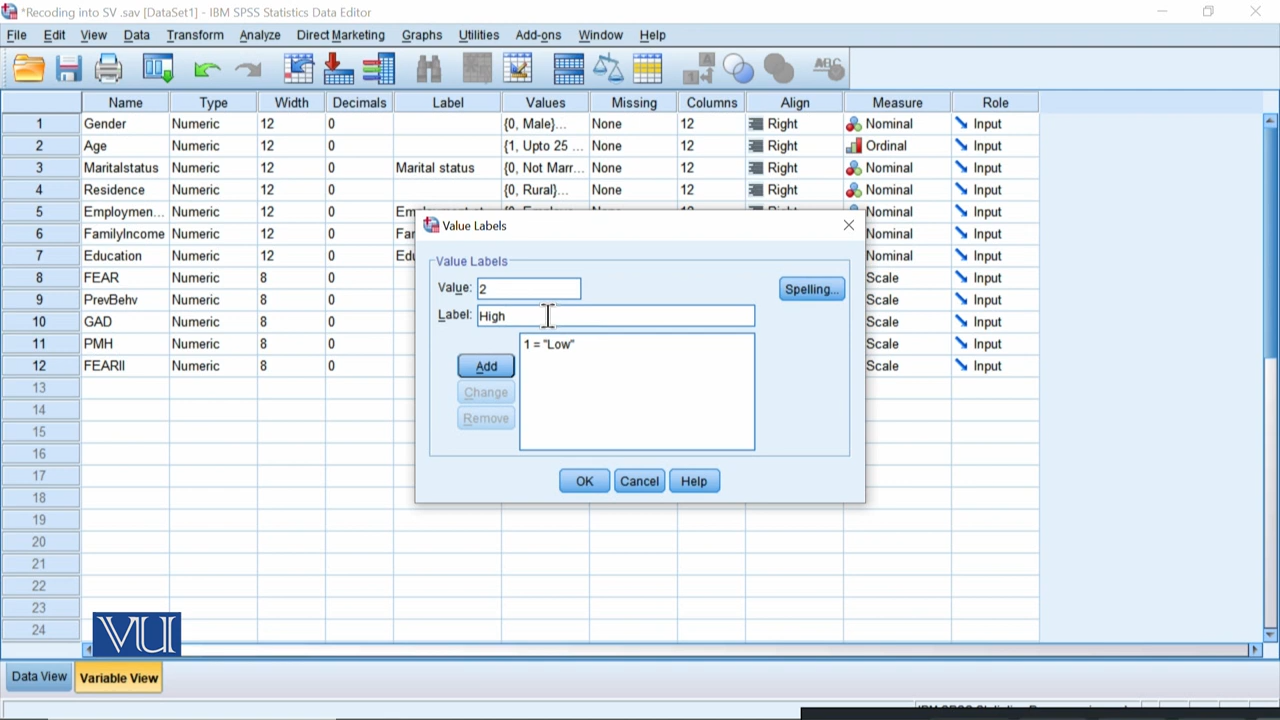 *Recoding into SV .sav [DataSet1] - IBM SPSS Statistics Data Editor
File Edit View Data Transform Analyze Direct Marketing Graphs Utilities Add-ons Window Help
Name Type Width Decimals Label Values Missing Columns Align Measure Role
1 Gender Numeric 12 0 {0, Male}... None 12 Right Nominal Input
2 Age Numeric 12 0 {1, Upto 25 ... None 12 Right Ordinal Input
3 Maritalstatus Numeric 12 0 Marital status {0, Not Marr... None 12 Right Nominal Input
4 Residence Numeric 12 0 {0, Rural}... None 12 Right Nominal Input
5 Employmen... Numeric 12 0 Nominal Input
6 FamilyIncome Numeric 12 0 Nominal Input
7 Education Numeric 12 0 Nominal Input
8 FEAR Numeric 12 0 Scale Input
9 PrevBehv Numeric 8 0 Scale Input
10 GAD Numeric 8 0 Scale Input
11 PMH Numeric 8 0 Scale Input
12 FEARII Numeric 8 0 Scale Input
13
14
15
16
17
18
19
20
21
22
23
24
Value Labels
Value Labels
Value: 2
Spelling...
Label: High
1 = "Low"
Add
Change
Remove
OK Cancel Help
VU
Data View Variable View